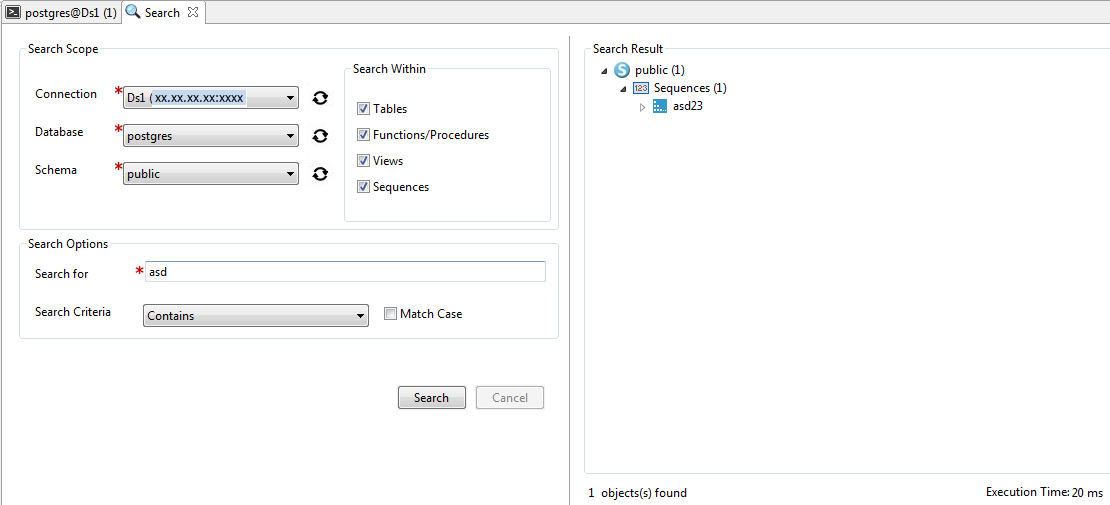 postgres@Ds1 (1) Search
Search Scope
Connection * Ds1 ( xx.xx.xx.xx:xxxx
Database * postgres
Schema * public
Search Within
Tables
Functions/Procedures
Views
Sequences
Search Options
Search for * asd
Search Criteria Contains Match Case
Search Cancel
Search Result
S public (1)
123 Sequences (1)
asd23
1 objects(s) found Execution Time: 20 ms